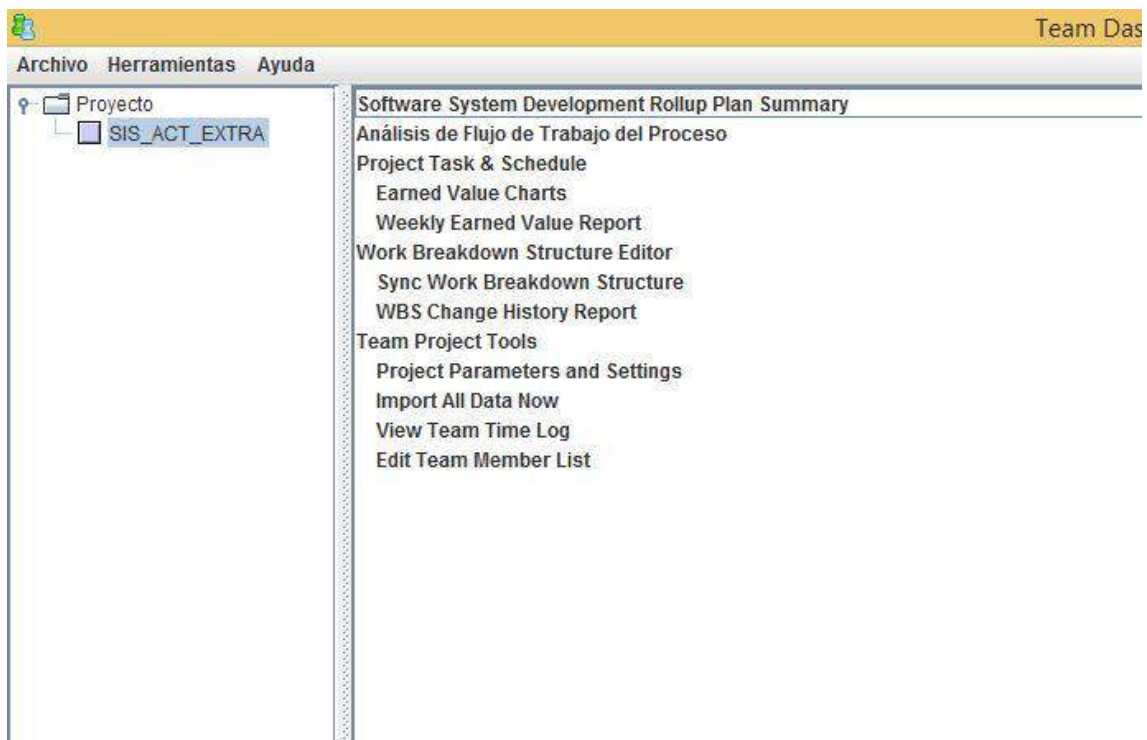 Team Das
Archivo Herramientas Ayuda
Proyecto
SIS_ACT_EXTRA
Software System Development Rollup Plan Summary
Análisis de Flujo de Trabajo del Proceso
Project Task & Schedule
Earned Value Charts
Weekly Earned Value Report
Work Breakdown Structure Editor
Sync Work Breakdown Structure
WBS Change History Report
Team Project Tools
Project Parameters and Settings
Import All Data Now
View Team Time Log
Edit Team Member List